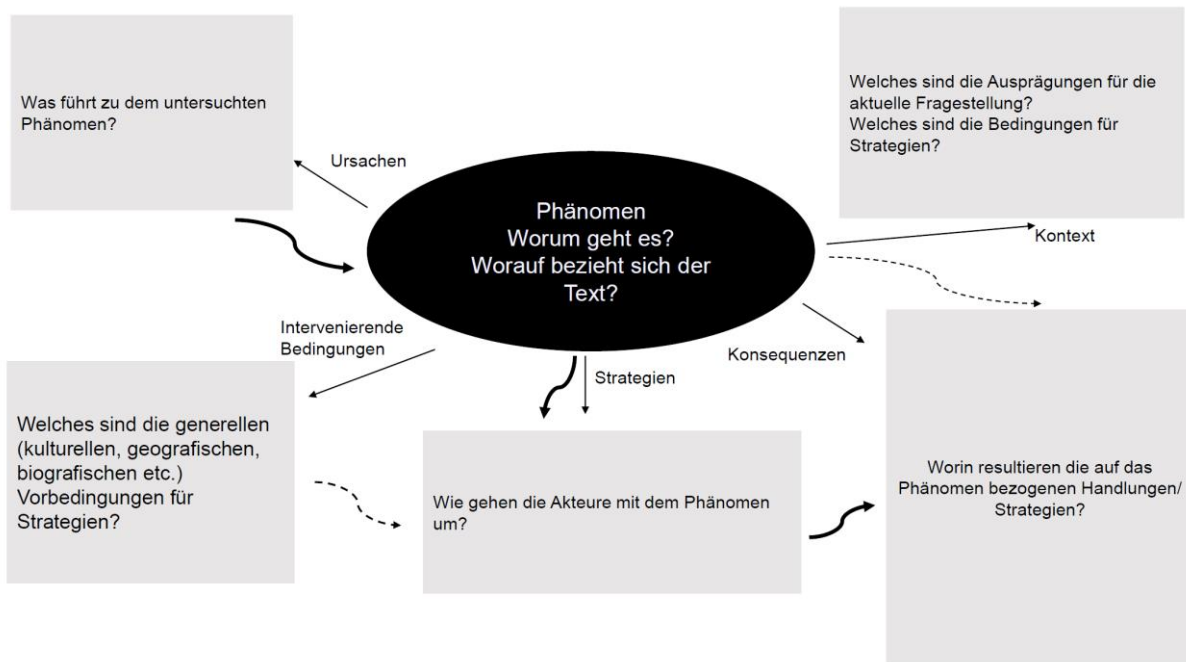 Was führt zu dem untersuchten
Phänomen?
Welches sind die Ausprägungen für die
aktuelle Fragestellung?
Welches sind die Bedingungen für
Strategien?
Ursachen
Phänomen
Worum geht es?
Worauf bezieht sich der
Text?
Kontext
Intervenierende
Bedingungen
Strategien
Konsequenzen
Welches sind die generellen
(kulturellen, geografischen,
biografischen etc.)
Vorbedingungen für
Strategien?
Wie gehen die Akteure mit dem Phänomen
um?
Worin resultieren die auf das
Phänomen bezogenen Handlungen/
Strategien?